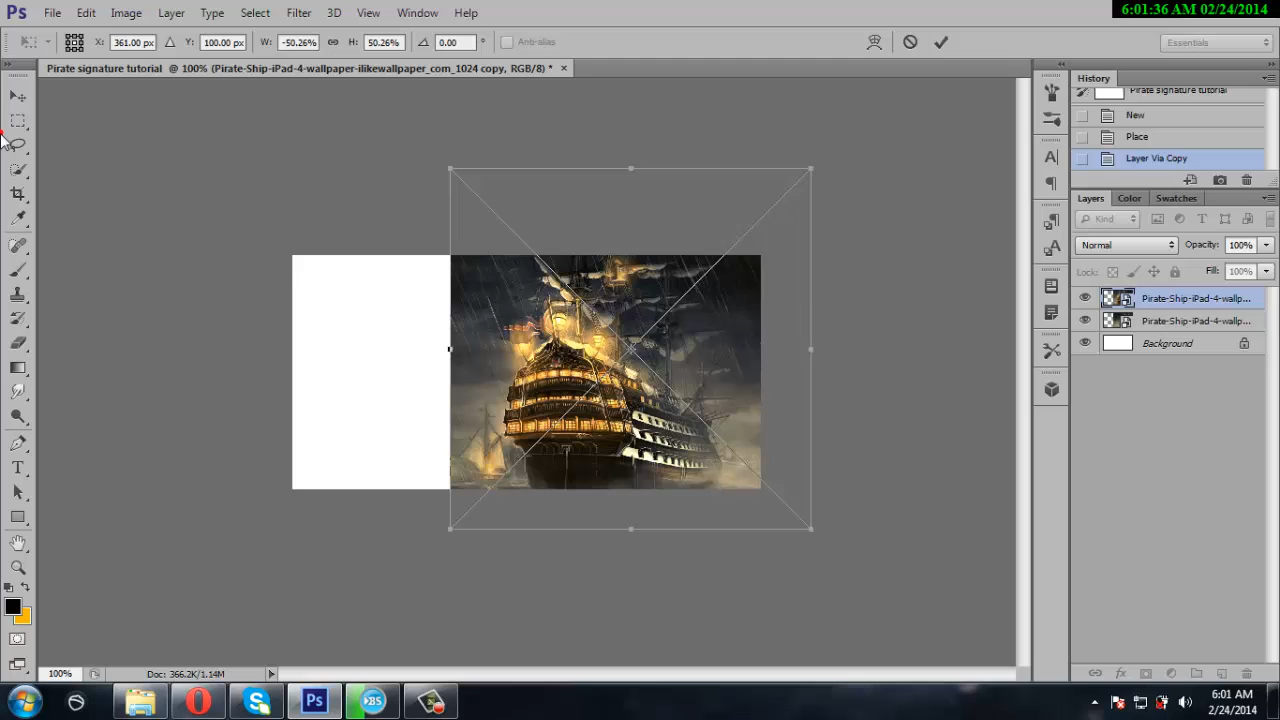 6:01:36 AM 02/24/2014
Ps File Edit Image Layer Type Select Filter 3D View Window Help
X: 361.00 px Y: 100.00 px W: -50.26% H: 50.26% 0.00 ° Anti-alias Essentials
Pirate signature tutorial @ 100% (Pirate-Ship-iPad-4-wallpaper-ilikewallpaper_com_1024 copy, RGB/8) * ×
History
Pirate signature tutorial
New
Place
Layer Via Copy
Layers Color Swatches
Kind
Normal Opacity: 100%
Lock: Fill: 100%
Pirate-Ship-iPad-4-wallp...
Pirate-Ship-iPad-4-wallp...
Background
100% Doc: 366.2K/1.14M
Ps
6:01 AM
2/24/2014